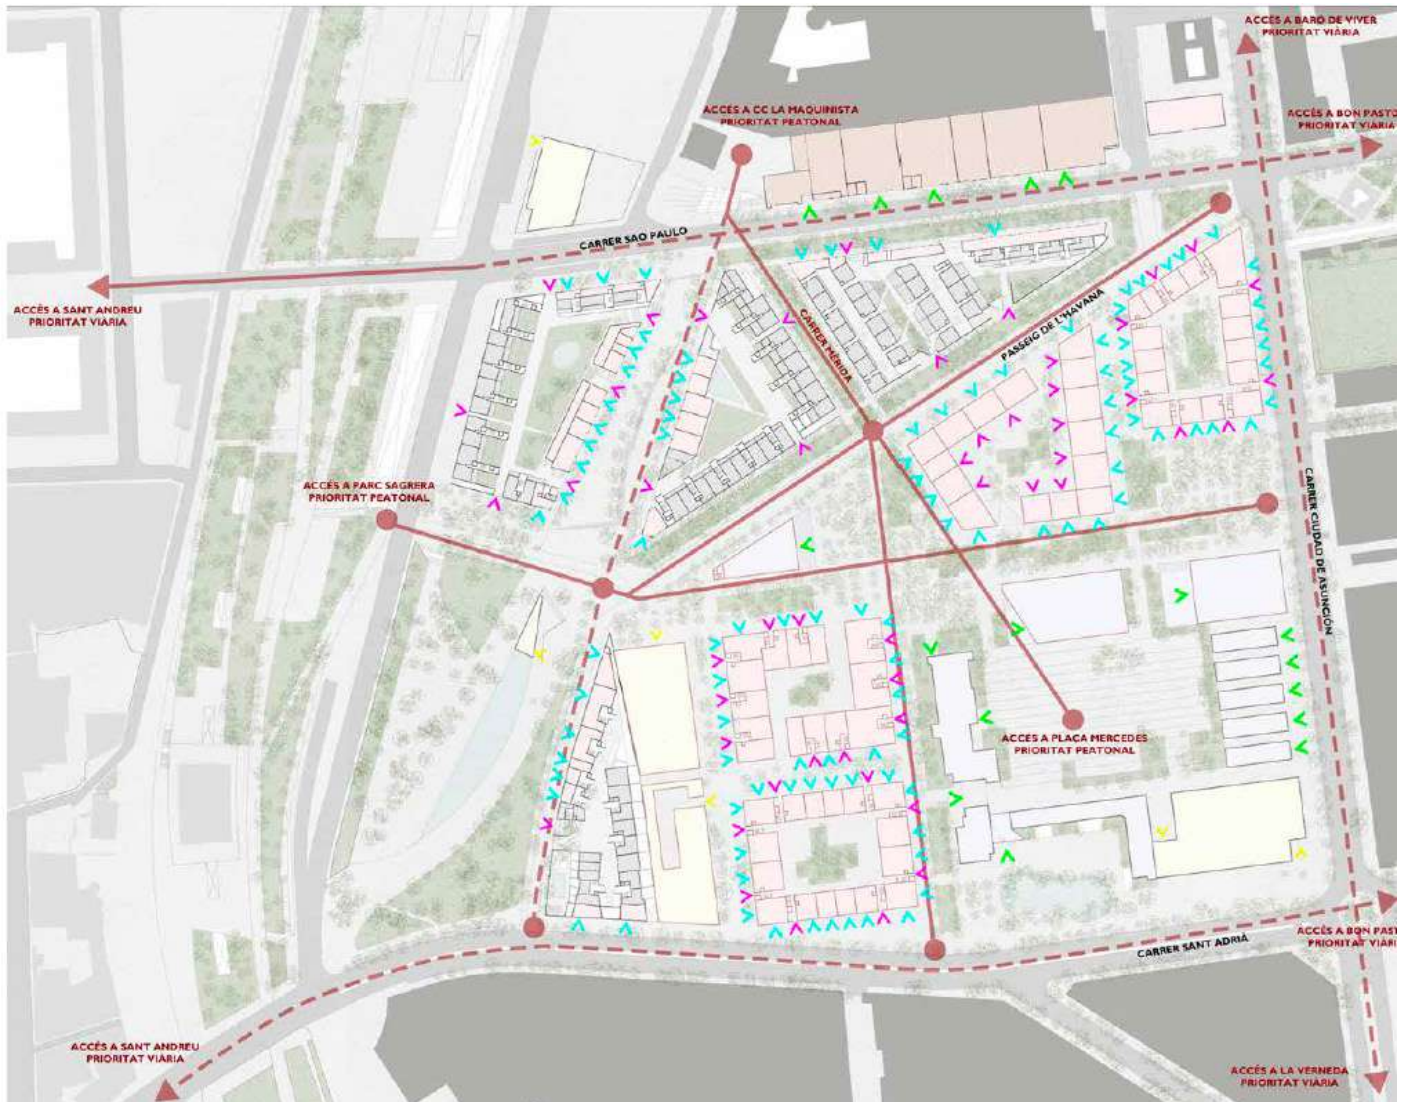 ACCÉS A BARÓ DE VIVER
PRIORITAT VIÀRIA
ACCÉS A CC LA MAQUINISTA
PRIORITAT PEATONAL
ACCÉS A BON PASTO
PRIORITAT VIÀRIA
CARRER SAO PAULO
ACCÉS A SANT ANDREU
PRIORITAT VIÀRIA
PASSEIG DE L'HAVANA
CARRER MÈRIDA
ACCÉS A PARC SAGRERA
PRIORITAT PEATONAL
CARRER CIUDAD DE ASUNCIÓN
ACCÉS A PLAÇA MERCEDES
PRIORITAT PEATONAL
CARRER SANT ADRIÀ
ACCÉS A BON PAST
PRIORITAT VIÀRI
ACCÉS A SANT ANDREU
PRIORITAT VIÀRIA
ACCÉS A LA VERNEDA
PRIORITAT VIÀRIA